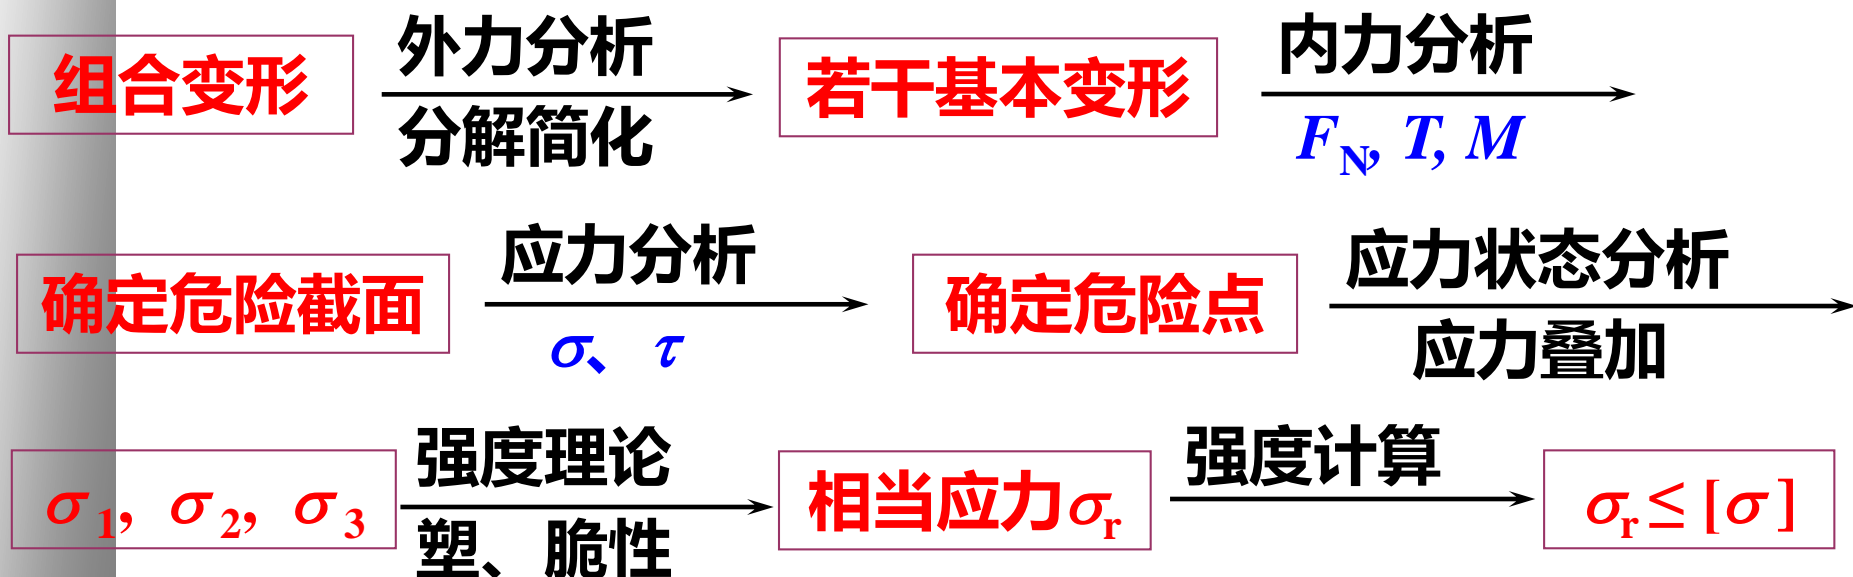 组合变形
外力分析
分解简化
若干基本变形
内力分析
F_N, T, M
确定危险截面
应力分析
σ、τ
确定危险点
应力状态分析
应力叠加
σ₁, σ₂, σ₃
强度理论
塑、脆性
相当应力σ_r
强度计算
σ_r ≤ [σ]